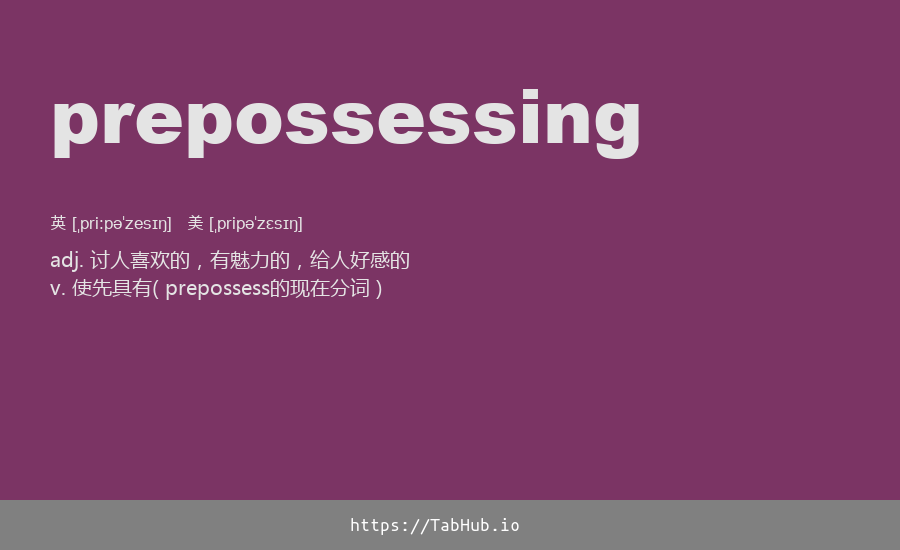 prepossessing
英 [ˌpriːpəˈzesɪŋ] 美 [ˌpripəˈzɛsɪŋ]
adj. 讨人喜欢的，有魅力的，给人好感的
v. 使先具有( prepossess的现在分词 )
https://TabHub.io